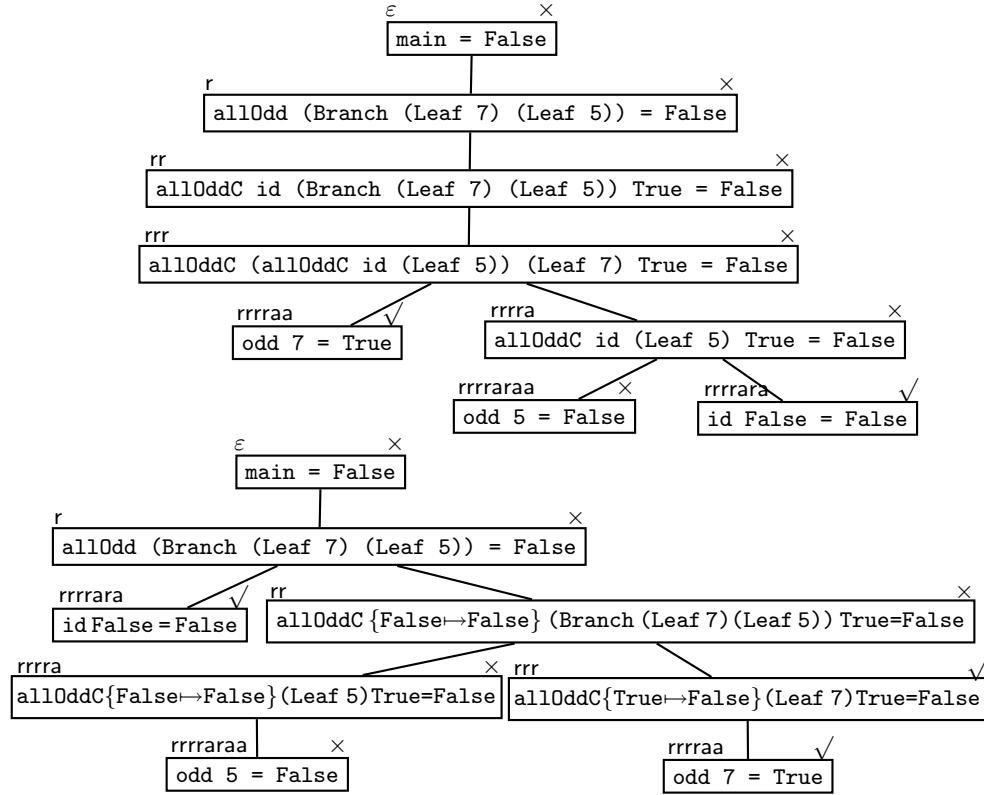 ε ×
main = False
r ×
allOdd (Branch (Leaf 7) (Leaf 5)) = False
rr ×
allOddC id (Branch (Leaf 7) (Leaf 5)) True = False
rrr ×
allOddC (allOddC id (Leaf 5)) (Leaf 7) True = False
rrrraa √
odd 7 = True
rrrra ×
allOddC id (Leaf 5) True = False
rrrraraa ×
odd 5 = False
rrrrara √
id False = False
ε ×
main = False
r ×
allOdd (Branch (Leaf 7) (Leaf 5)) = False
rrrrara √
id False = False
rr ×
allOddC {False↦False} (Branch (Leaf 7)(Leaf 5)) True=False
rrrra ×
allOddC{False↦False}(Leaf 5)True=False
rrr √
allOddC{True↦False}(Leaf 7)True=False
rrrraraa ×
odd 5 = False
rrrraa √
odd 7 = True